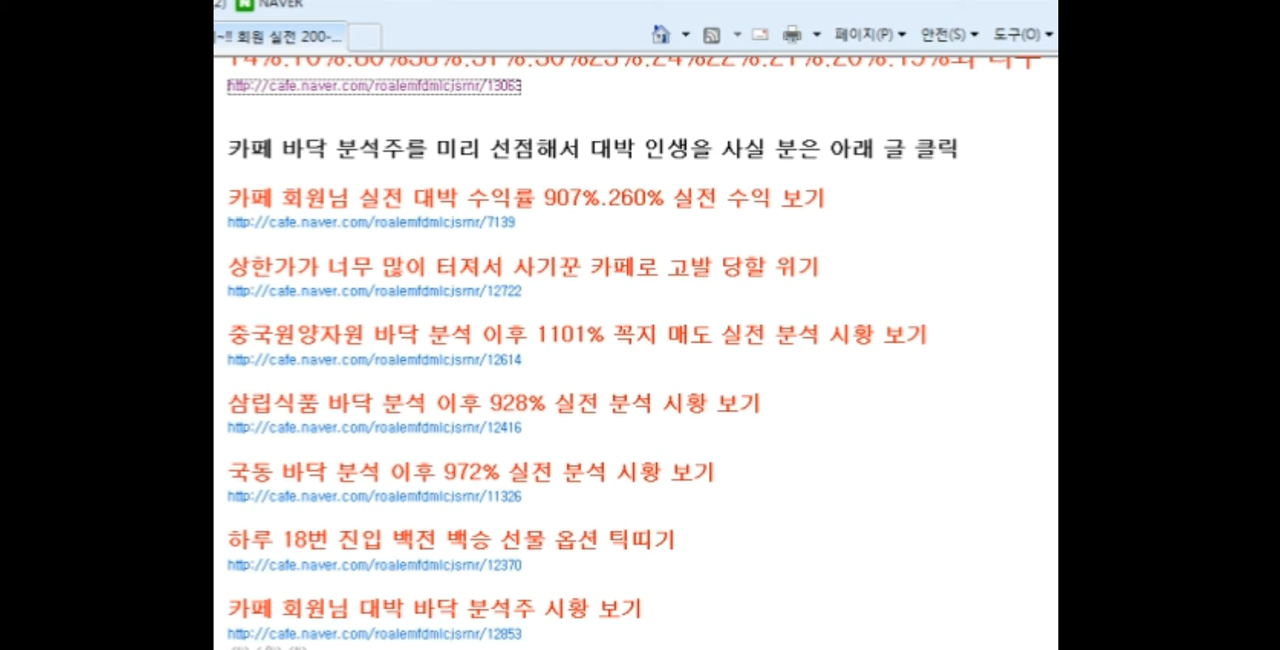 NAVER
회원 실전 200-...
페이지(P) 안전(S) 도구(O)
http://cafe.naver.com/roalemfdmlcjsrnr/13063
카페 바닥 분석주를 미리 선점해서 대박 인생을 사실 분은 아래 글 클릭
카페 회원님 실전 대박 수익률 907%.260% 실전 수익 보기
http://cafe.naver.com/roalemfdmlcjsrnr/7139
상한가가 너무 많이 터져서 사기꾼 카페로 고발 당할 위기
http://cafe.naver.com/roalemfdmlcjsrnr/12722
중국원양자원 바닥 분석 이후 1101% 꼭지 매도 실전 분석 시황 보기
http://cafe.naver.com/roalemfdmlcjsrnr/12614
삼립식품 바닥 분석 이후 928% 실전 분석 시황 보기
http://cafe.naver.com/roalemfdmlcjsrnr/12416
국동 바닥 분석 이후 972% 실전 분석 시황 보기
http://cafe.naver.com/roalemfdmlcjsrnr/11326
하루 18번 진입 백전 백승 선물 옵션 틱띠기
http://cafe.naver.com/roalemfdmlcjsrnr/12370
카페 회원님 대박 바닥 분석주 시황 보기
http://cafe.naver.com/roalemfdmlcjsrnr/12853